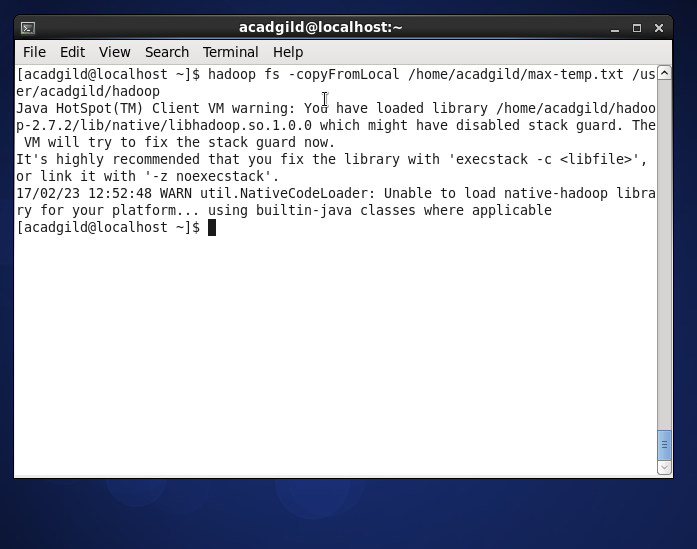 acadgild@localhost:~
File Edit View Search Terminal Help
[acadgild@localhost ~]$ hadoop fs -copyFromLocal /home/acadgild/max-temp.txt /us
er/acadgild/hadoop
Java HotSpot(TM) Client VM warning: You have loaded library /home/acadgild/hadoo
p-2.7.2/lib/native/libhadoop.so.1.0.0 which might have disabled stack guard. The
 VM will try to fix the stack guard now.
It's highly recommended that you fix the library with 'execstack -c <libfile>',
or link it with '-z noexecstack'.
17/02/23 12:52:48 WARN util.NativeCodeLoader: Unable to load native-hadoop libra
ry for your platform... using builtin-java classes where applicable
[acadgild@localhost ~]$